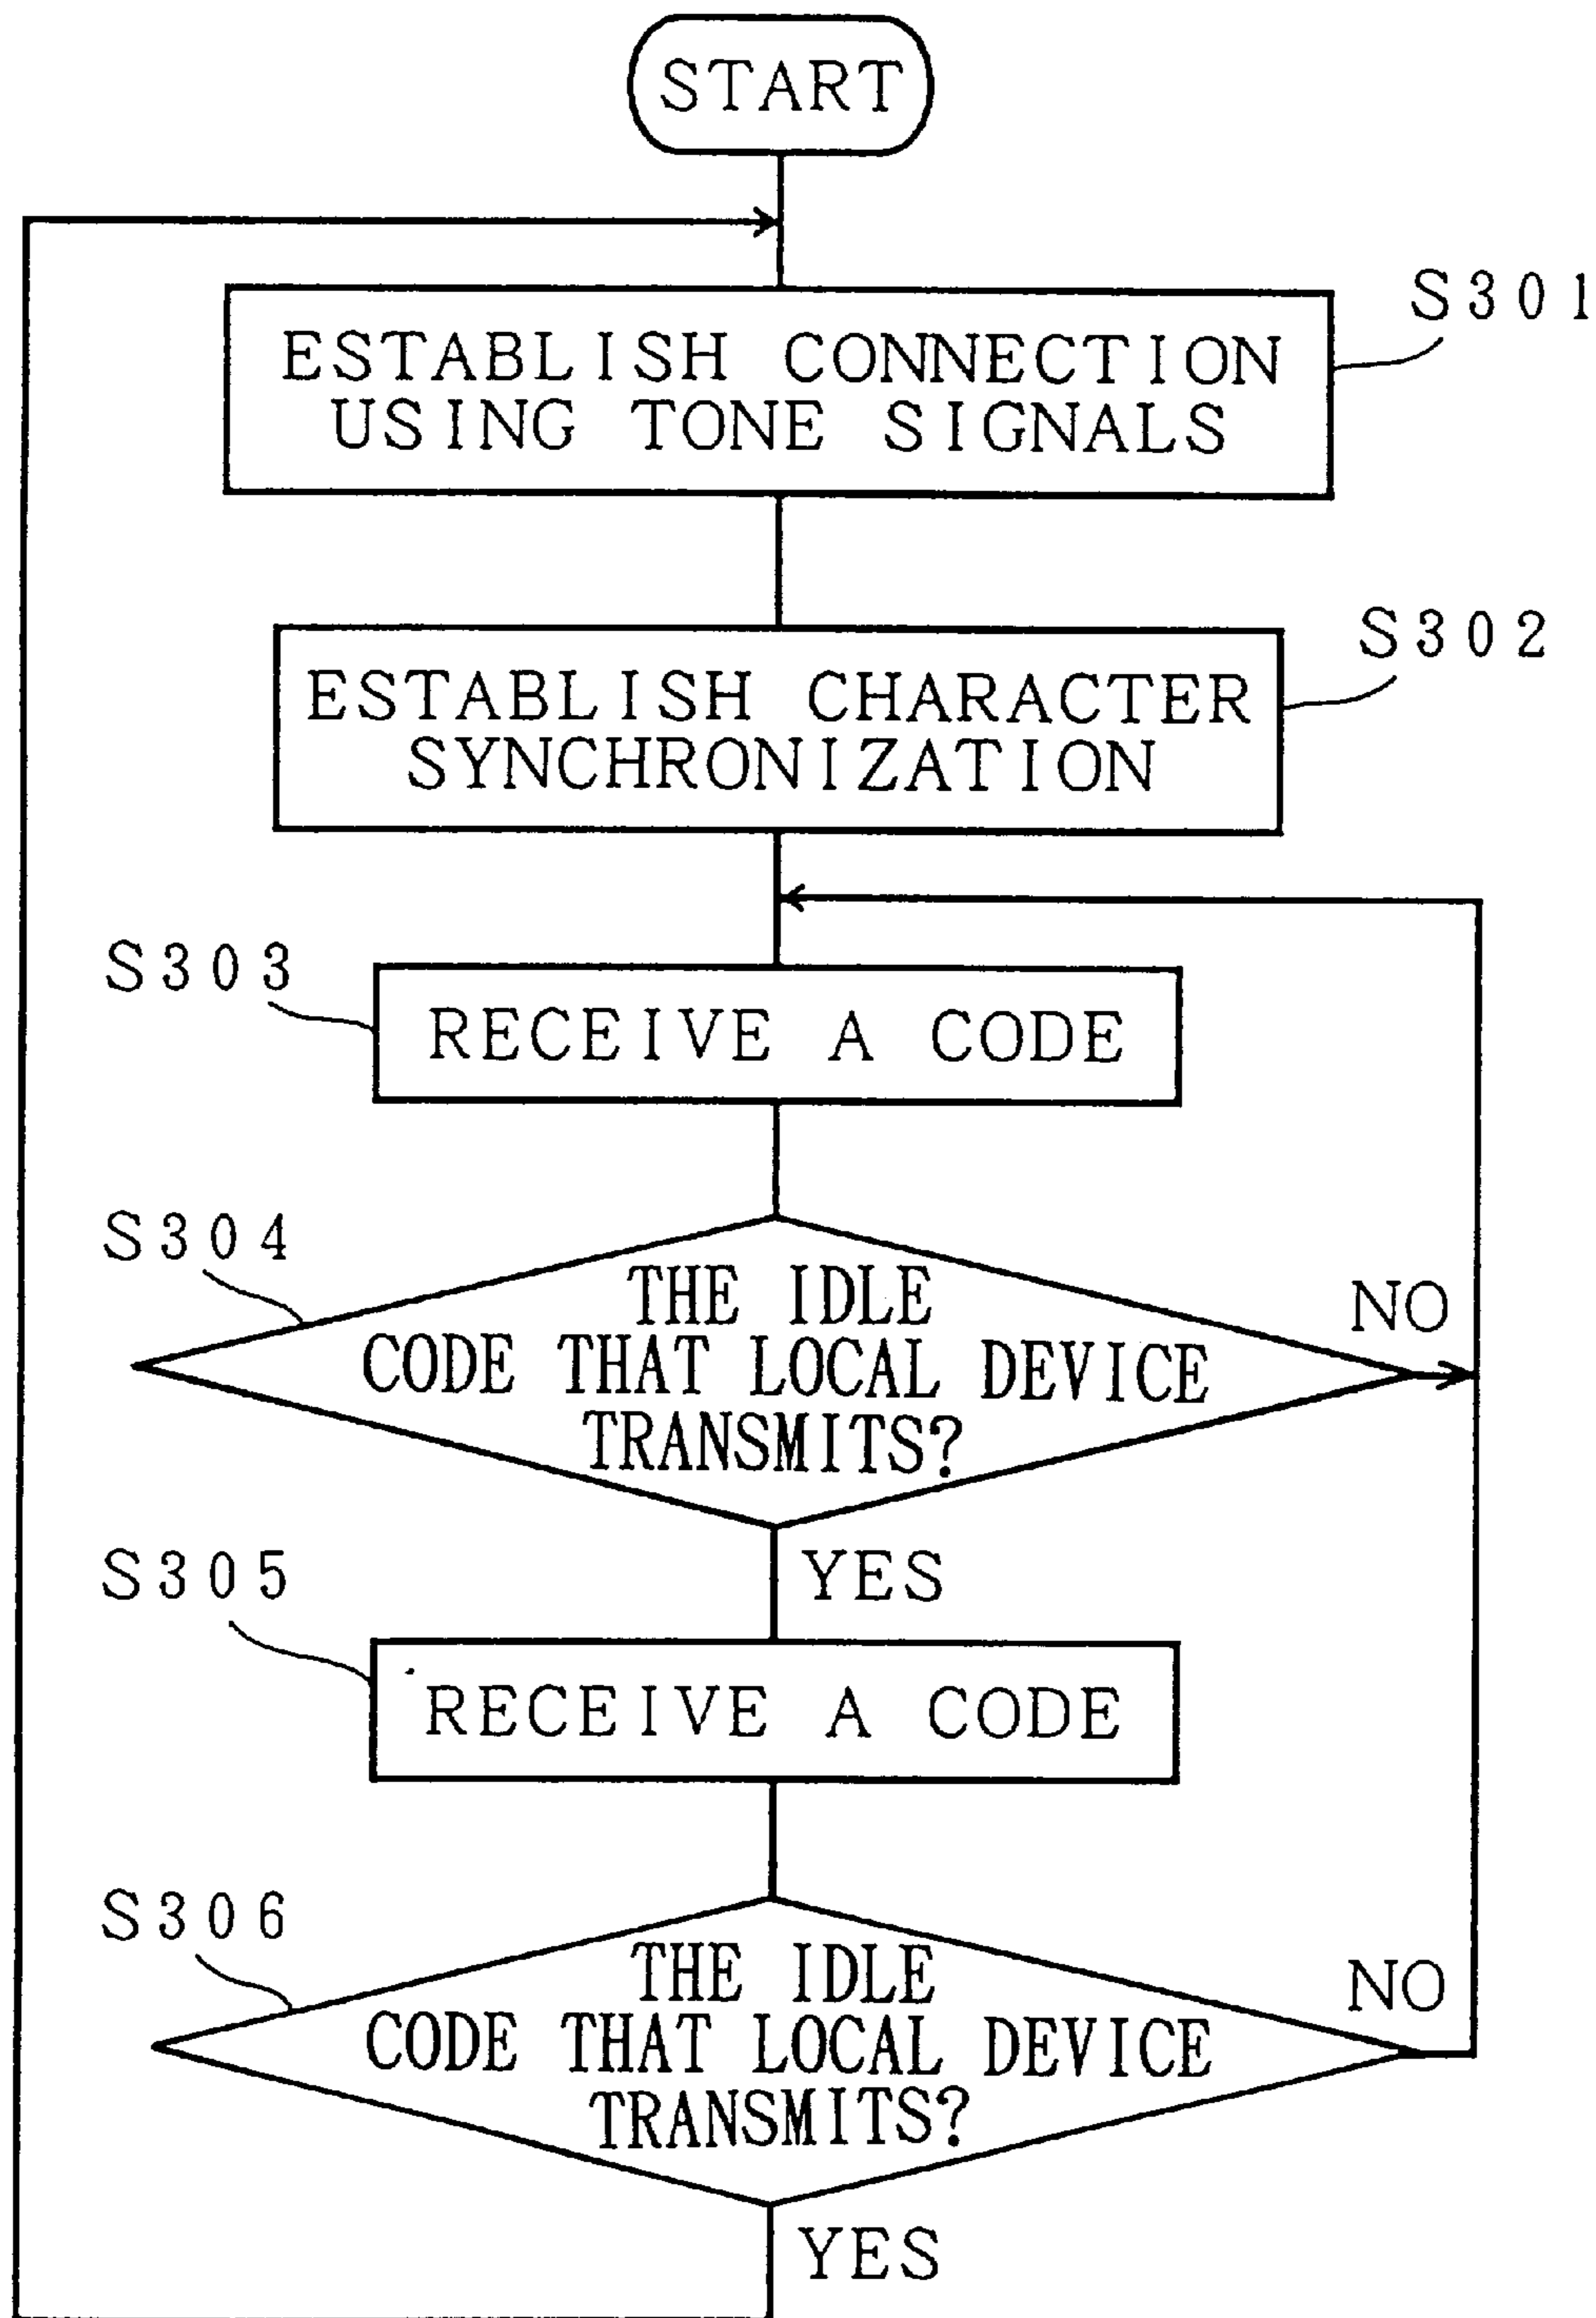 START
S301
ESTABLISH CONNECTION
USING TONE SIGNALS
S302
ESTABLISH CHARACTER
SYNCHRONIZATION
S303
RECEIVE A CODE
S304
THE IDLE
CODE THAT LOCAL DEVICE
TRANSMITS?
NO
YES
S305
RECEIVE A CODE
S306
THE IDLE
CODE THAT LOCAL DEVICE
TRANSMITS?
NO
YES